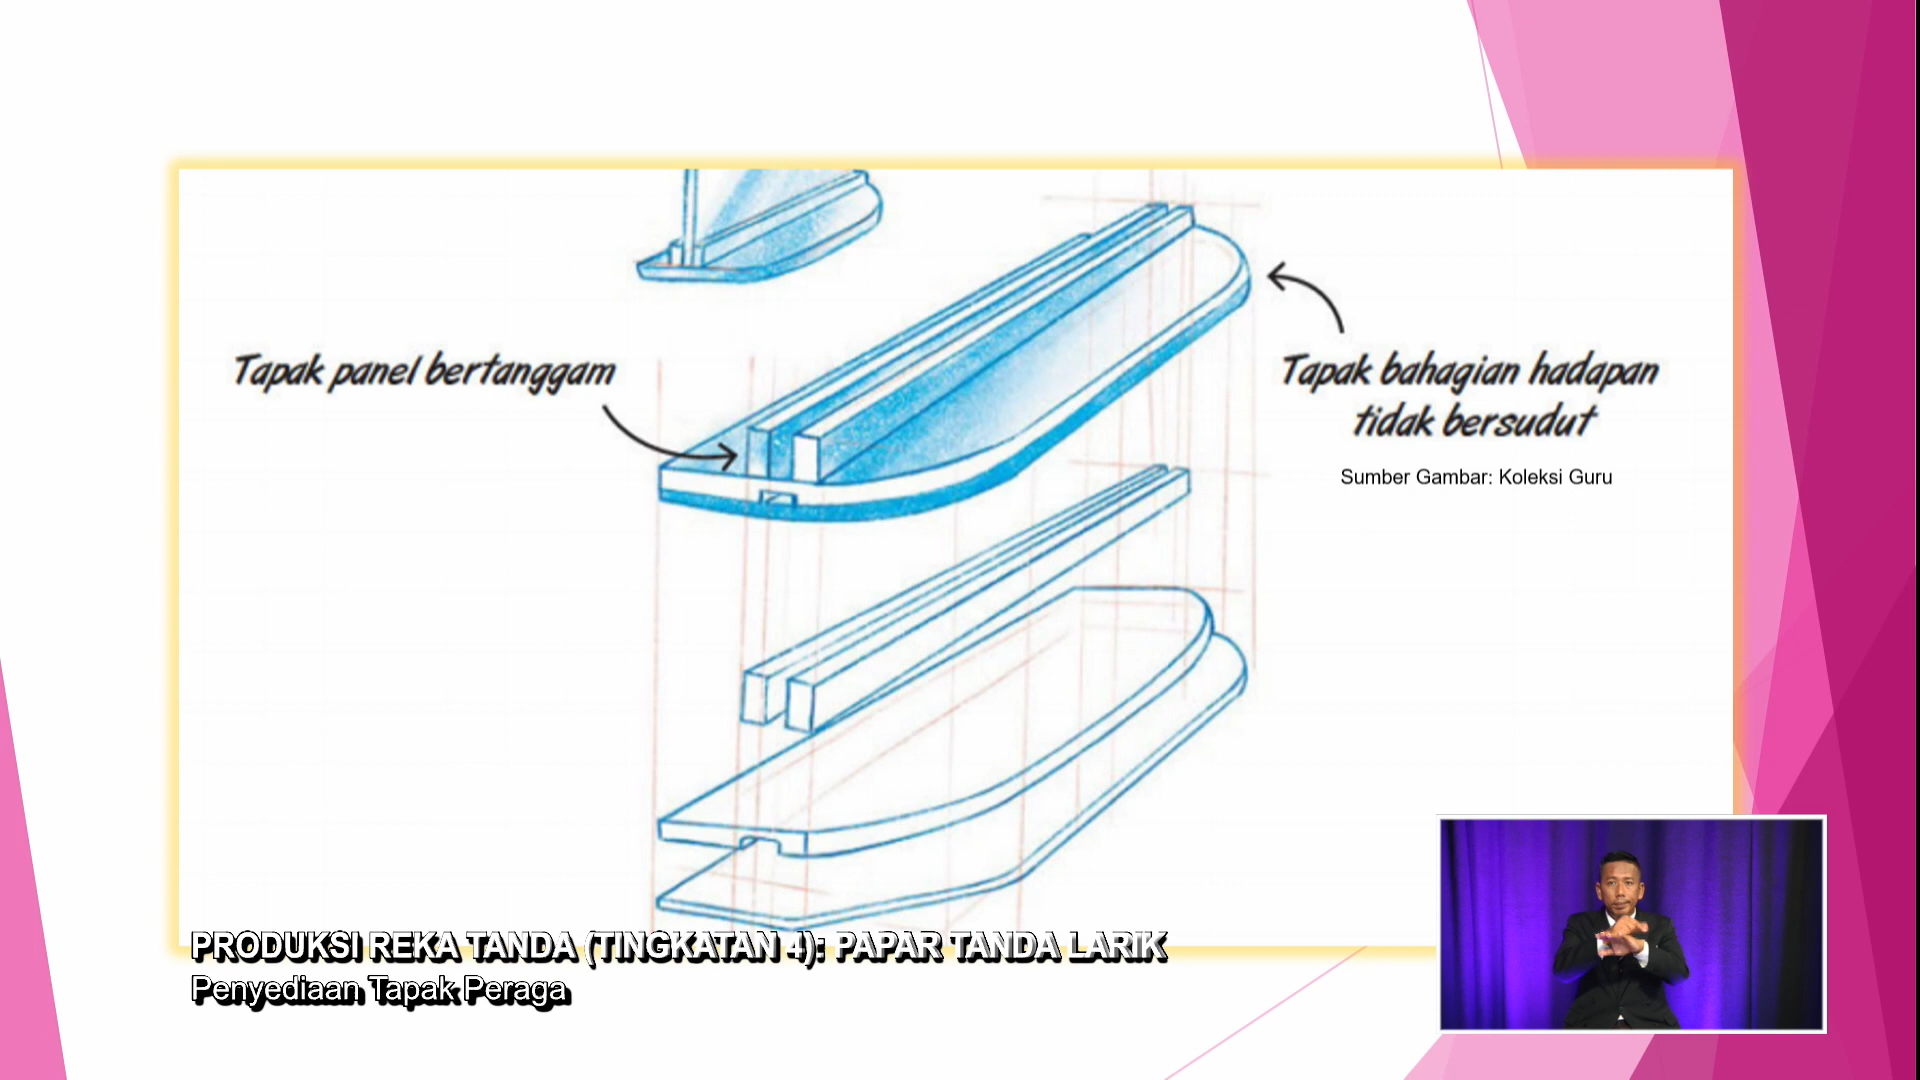 Tapak panel bertanggam
Tapak bahagian hadapan
tidak bersudut
Sumber Gambar: Koleksi Guru
PRODUKSI REKA TANDA (TINGKATAN 4): PAPAR TANDA LARIK
Penyediaan Tapak Peraga